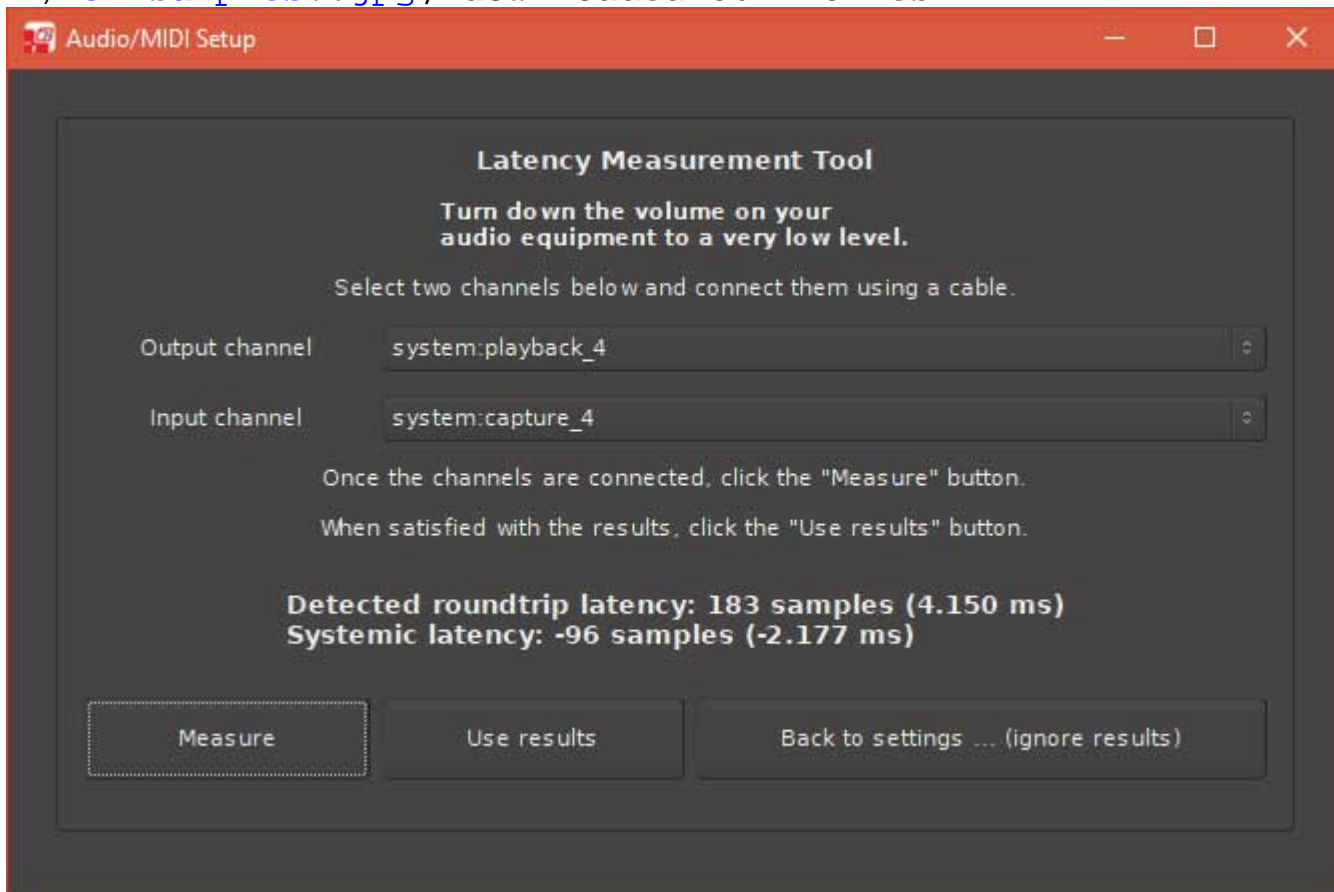 Audio/MIDI Setup
Latency Measurement Tool
Turn down the volume on your
audio equipment to a very low level.
Select two channels below and connect them using a cable.
Output channel system:playback_4
Input channel system:capture_4
Once the channels are connected, click the "Measure" button.
When satisfied with the results, click the "Use results" button.
Detected roundtrip latency: 183 samples (4.150 ms)
Systemic latency: -96 samples (-2.177 ms)
Measure Use results Back to settings ... (ignore results)